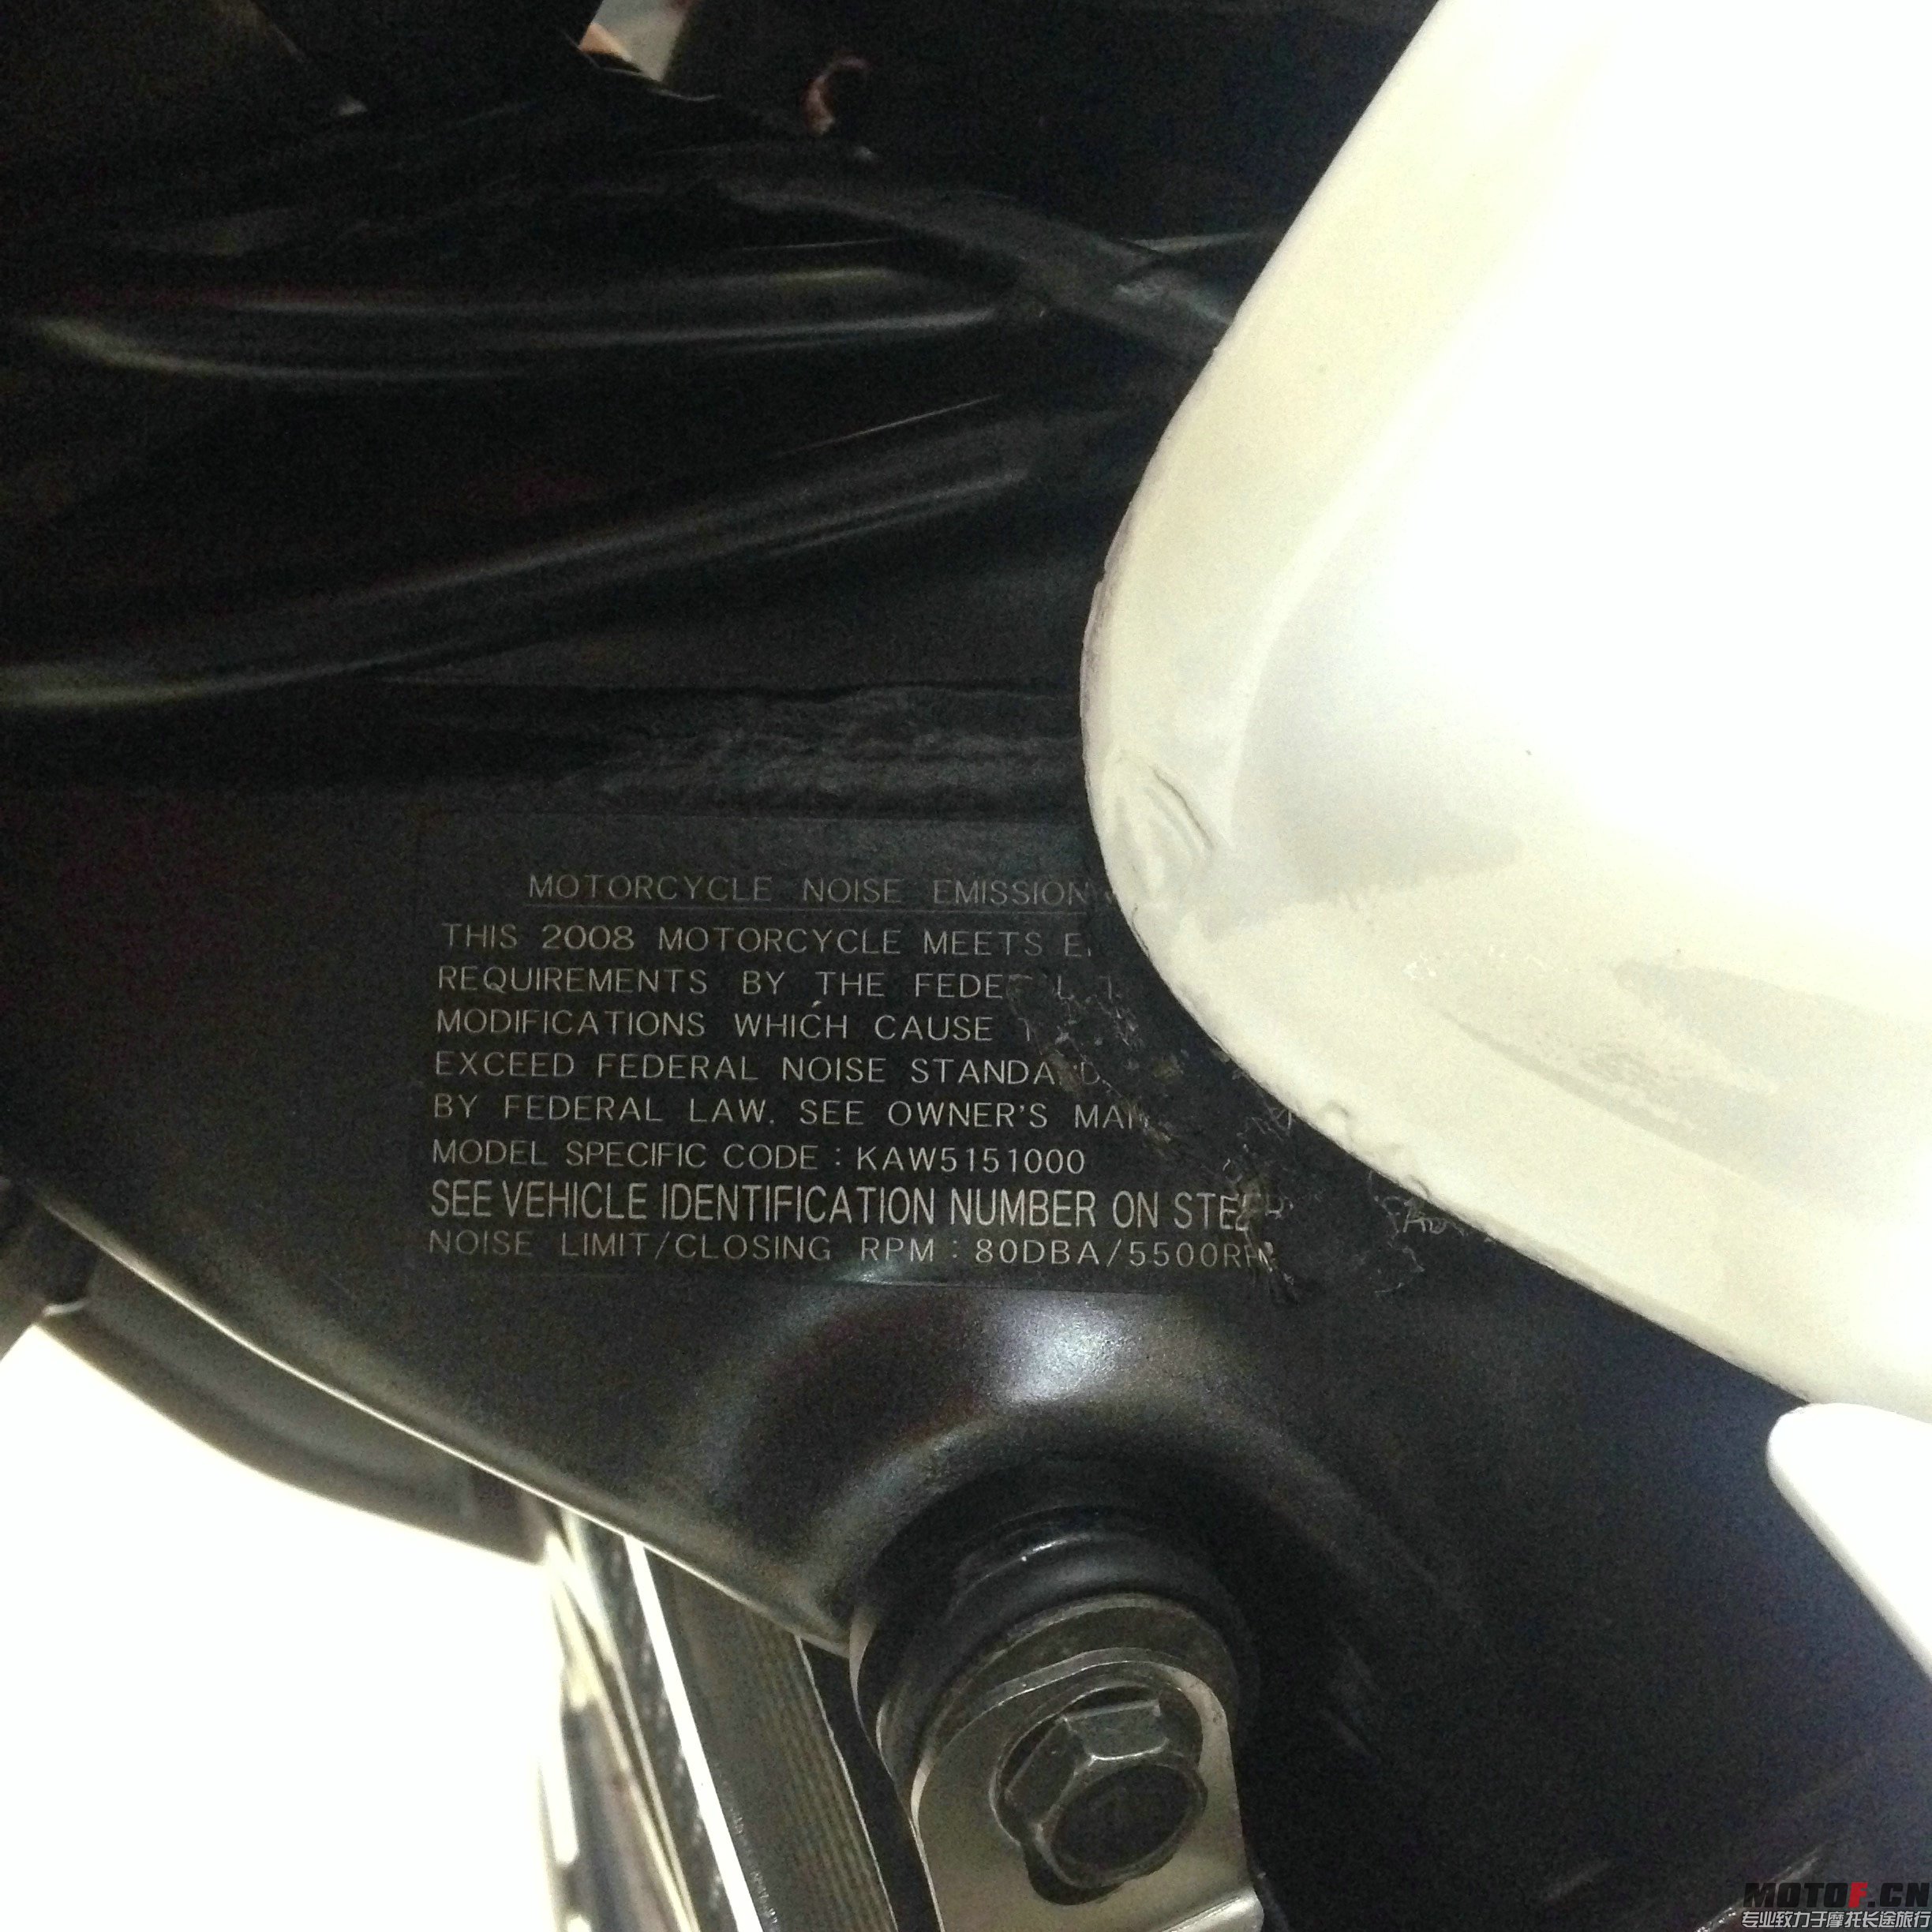 MOTORCYCLE NOISE EMISSION
THIS 2008 MOTORCYCLE MEETS
REQUIREMENTS BY THE
MODIFICATIONS WHICH CAUSE
EXCEED FEDERAL NOISE
BY FEDERAL LAW. SEE OWNER'S
MODEL SPECIFIC CODE : KAW5151000
SEE VEHICLE IDENTIFICATION NUMBER ON
NOISE LIMIT/CLOSING RPM : 80DBA/5500RPM
MOTOF.CN
专业致力于摩托长途旅行